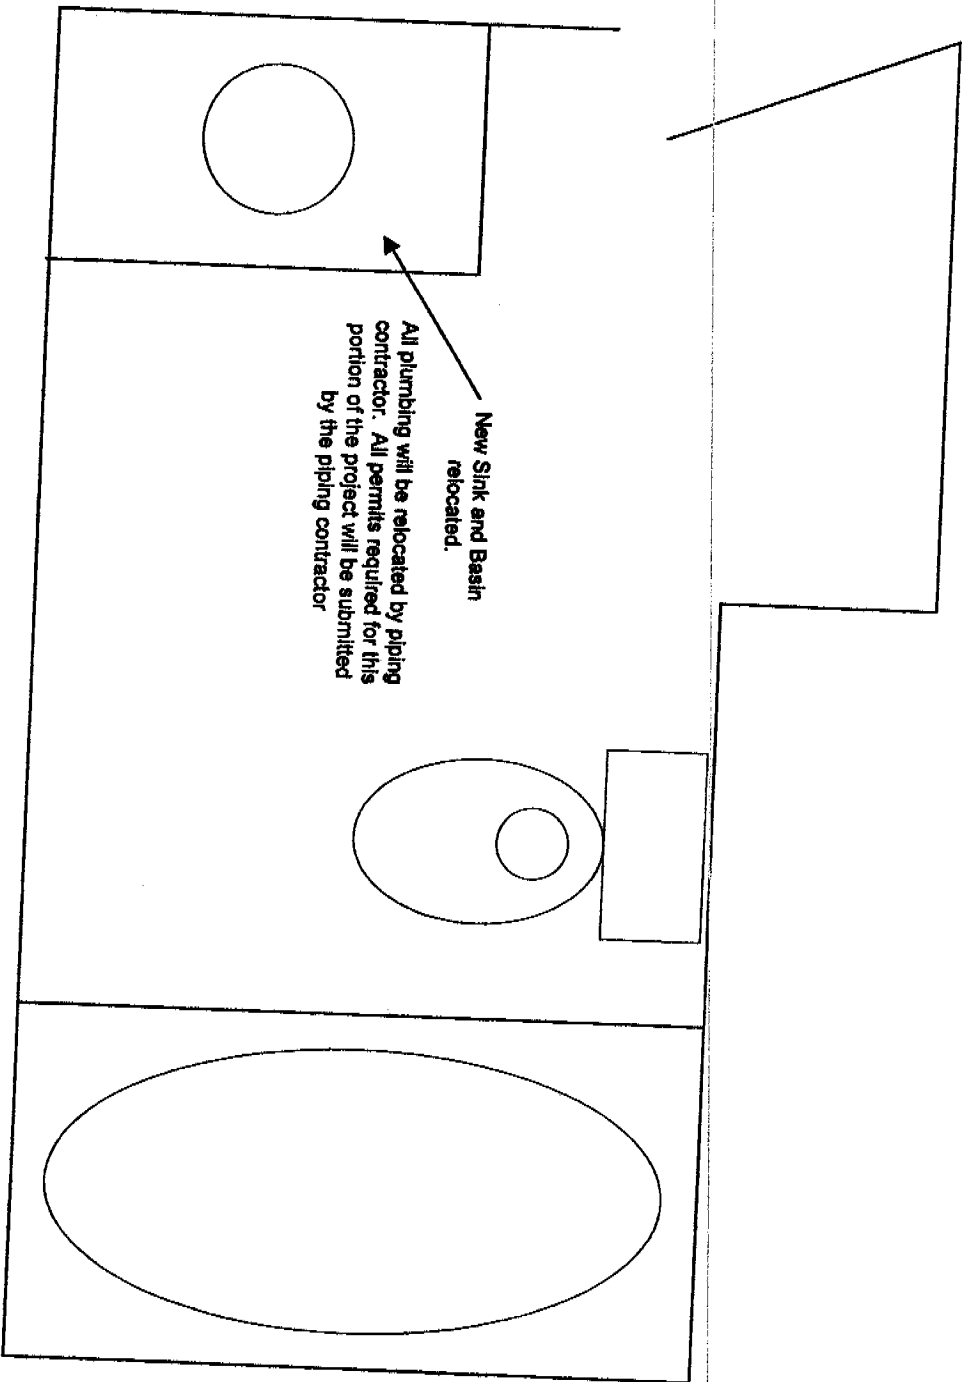 New Sink and Basin
relocated.
All plumbing will be relocated by piping
contractor. All permits required for this
portion of the project will be submitted
by the piping contractor